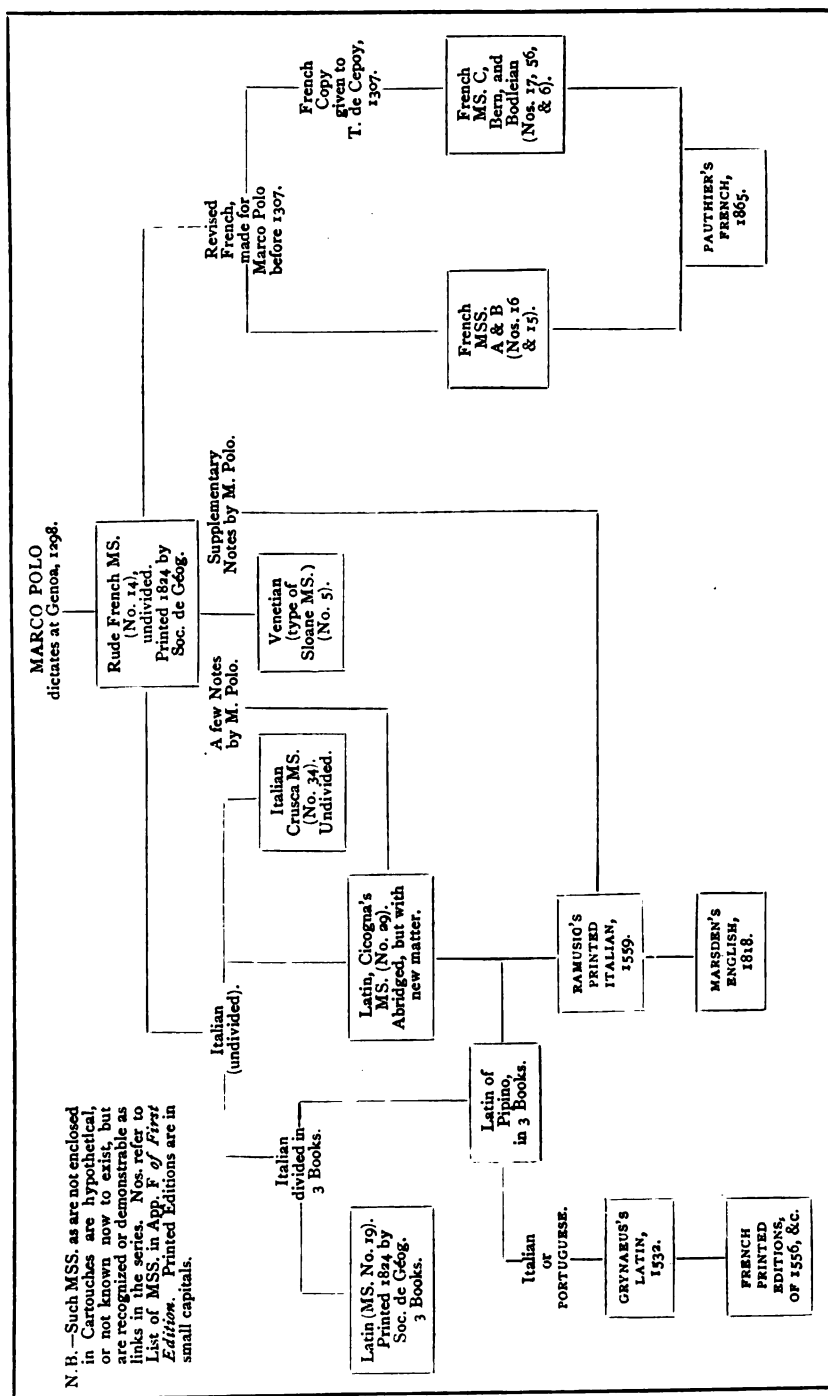 MARCO POLO
dictates at Genoa, 1298.
Rude French MS.
(No. 14),
undivided.
Printed 1824 by
Soc. de Géog.
N.B.—Such MSS. as are not enclosed
in Cartouches are hypothetical,
or not known now to exist, but
are recognized or demonstrable as
links in the series. Nos. refer to
List of MSS. in App. F of First
Edition. Printed Editions are in
small capitals.
Italian
(undivided).
A few Notes
by M. Polo.
Supplementary
Notes by M. Polo.
Revised
French,
made for
Marco Polo
before 1307.
Italian
Crusca MS.
(No. 34).
Undivided.
Venetian
(type of
Sloane MS.)
(No. 5).
French
Copy
given to
T. de Cepoy,
1307.
Italian
divided in
3 Books.
Latin, Cicogna's
MS. (No. 29).
Abridged, but with
new matter.
French
MSS.
A & B
(Nos. 16
& 15).
French
MS. C,
Bern, and
Bodleian
(Nos. 17, 56,
& 6).
Latin (MS. No. 19).
Printed 1824 by
Soc. de Géog.
3 Books.
Latin of
Pipino,
in 3 Books.
Italian
or
PORTUGUESE.
RAMUSIO'S
PRINTED
ITALIAN,
1559.
PAUTHIER'S
FRENCH,
1865.
GRYNAEUS'S
LATIN,
1532.
MARSDEN'S
ENGLISH,
1818.
FRENCH
PRINTED
EDITIONS,
OF 1556, &c.